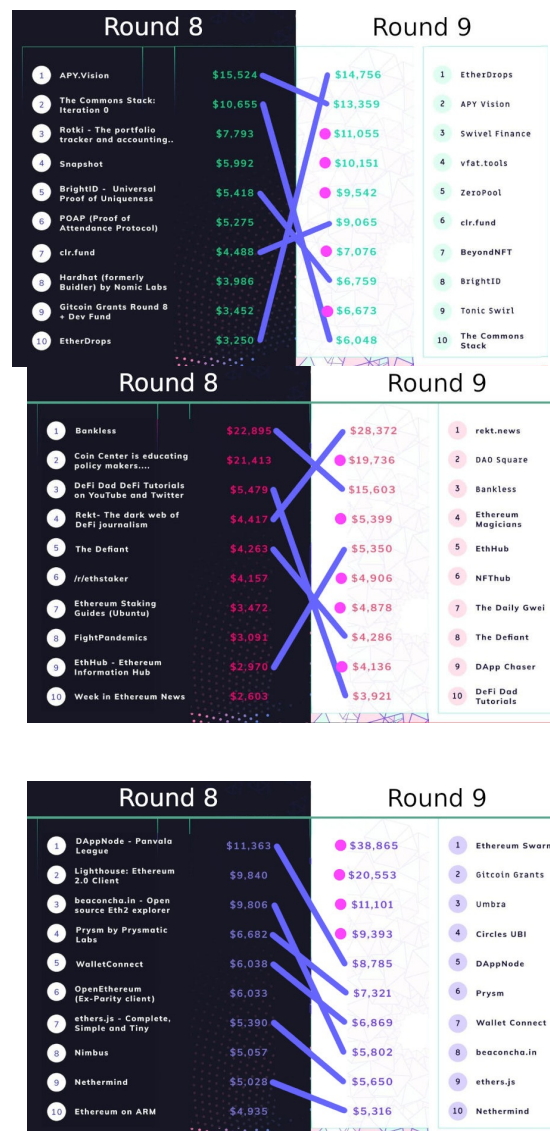 Round 8
Round 9
1 APY.Vision $15,524 $14,756 1 EtherDrops
2 The Commons Stack:
Iteration 0 $10,655 $13,359 2 APY Vision
3 Rotki - The portfolio
tracker and accounting.. $7,793 $11,055 3 Swivel Finance
4 Snapshot $5,992 $10,151 4 vfat.tools
5 BrightID - Universal
Proof of Uniqueness $5,418 $9,542 5 ZeroPool
6 POAP (Proof of
Attendance Protocol) $5,275 $9,065 6 clr.fund
7 clr.fund $4,488 $7,076 7 BeyondNFT
8 Hardhat (formerly
Buidler) by Nomic Labs $3,986 $6,759 8 BrightID
9 Gitcoin Grants Round 8
+ Dev Fund $3,452 $6,673 9 Tonic Swirl
10 EtherDrops $3,250 $6,048 10 The Commons
Stack
Round 8
Round 9
1 Bankless $22,895 $28,372 1 rekt.news
2 Coin Center is educating
policy makers.... $21,413 $19,736 2 DAO Square
3 DeFi Dad DeFi Tutorials
on YouTube and Twitter $5,479 $15,603 3 Bankless
4 Rekt- The dark web of
DeFi journalism $4,417 $5,399 4 Ethereum
Magicians
5 The Defiant $4,263 $5,350 5 EthHub
6 /r/ethstaker $4,157 $4,906 6 NFThub
7 Ethereum Staking
Guides (Ubuntu) $3,472 $4,878 7 The Daily Gwei
8 FightPandemics $3,091 $4,286 8 The Defiant
9 EthHub - Ethereum
Information Hub $2,970 $4,136 9 DApp Chaser
10 Week in Ethereum News $2,603 $3,921 10 DeFi Dad
Tutorials
Round 8
Round 9
1 DAppNode - Panvala
League $11,363 $38,865 1 Ethereum Swarm
2 Lighthouse: Ethereum
2.0 Client $9,840 $20,553 2 Gitcoin Grants
3 beaconcha.in - Open
source Eth2 explorer $9,806 $11,101 3 Umbra
4 Prysm by Prysmatic
Labs $6,682 $9,393 4 Circles UBI
5 WalletConnect $6,038 $8,785 5 DAppNode
6 OpenEthereum
(Ex-Parity client) $6,033 $7,321 6 Prysm
7 ethers.js - Complete,
Simple and Tiny $5,390 $6,869 7 Wallet Connect
8 Nimbus $5,057 $5,802 8 beaconcha.in
9 Nethermind $5,028 $5,650 9 ethers.js
10 Ethereum on ARM $4,935 $5,316 10 Nethermind